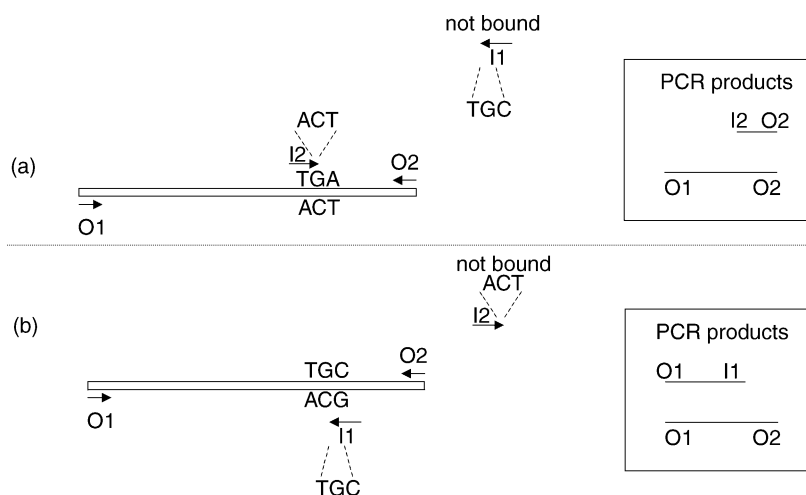 not bound
I1
TGC
PCR products
I2 O2
O1 O2
(a)
ACT
I2
O2
TGA
ACT
O1
not bound
ACT
I2
(b)
PCR products
O1 I1
O1 O2
O2
TGC
ACG
O1
I1
TGC